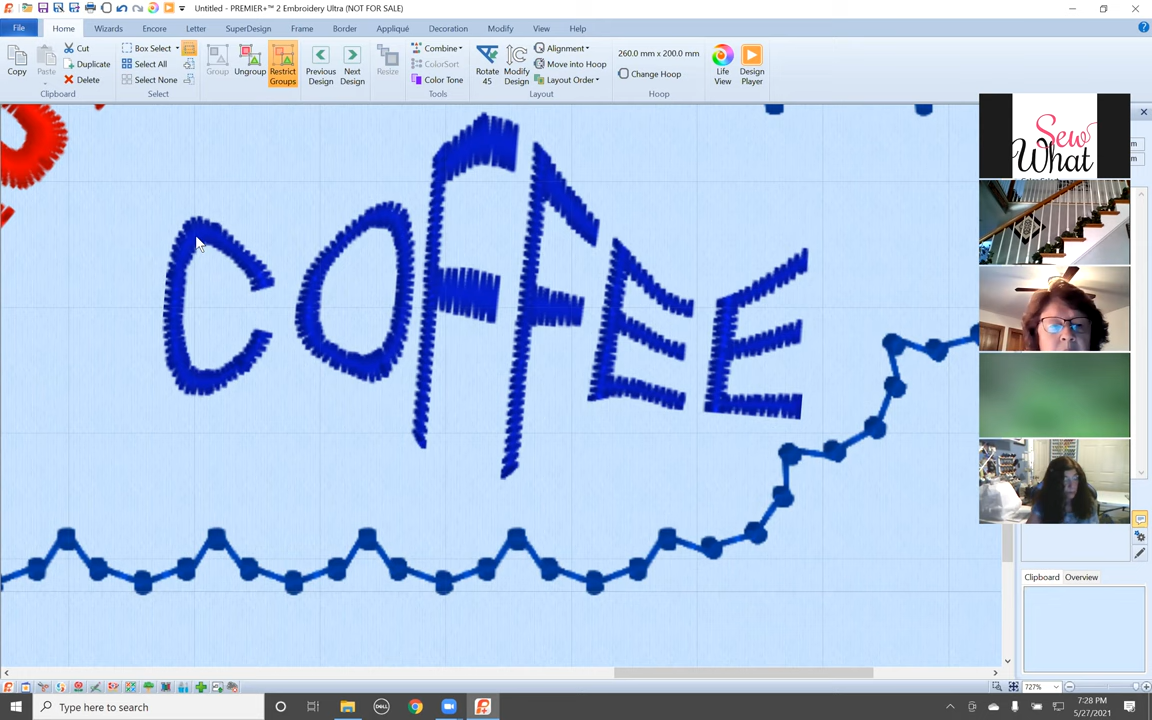 Untitled - PREMIER+™ 2 Embroidery Ultra (NOT FOR SALE)
File Home Wizards Encore Letter SuperDesign Frame Border Appliqué Decoration Modify View Help
Copy Paste Cut Duplicate Delete Clipboard
Box Select Select All Select None Select
Group Ungroup Restrict Groups
Previous Design Next Design
Resize
Combine ColorSort Color Tone Tools
Rotate 45 Modify Design Alignment Move into Hoop Layout Order Layout
260.0 mm x 200.0 mm Change Hoop Hoop
Life View Design Player
Sew What
COFFEE
Clipboard Overview
727%
Type here to search
DELL
7:28 PM
5/27/2021